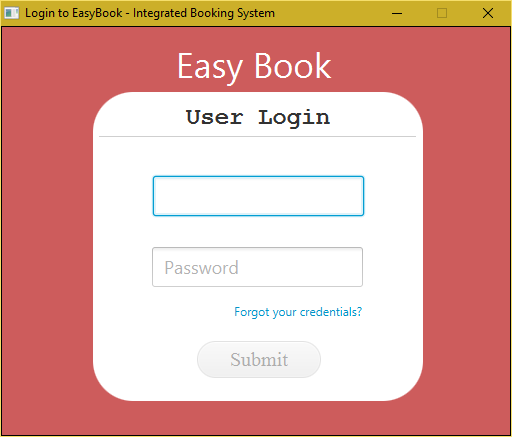 Login to EasyBook - Integrated Booking System
Easy Book
User Login
Password
Forgot your credentials?
Submit